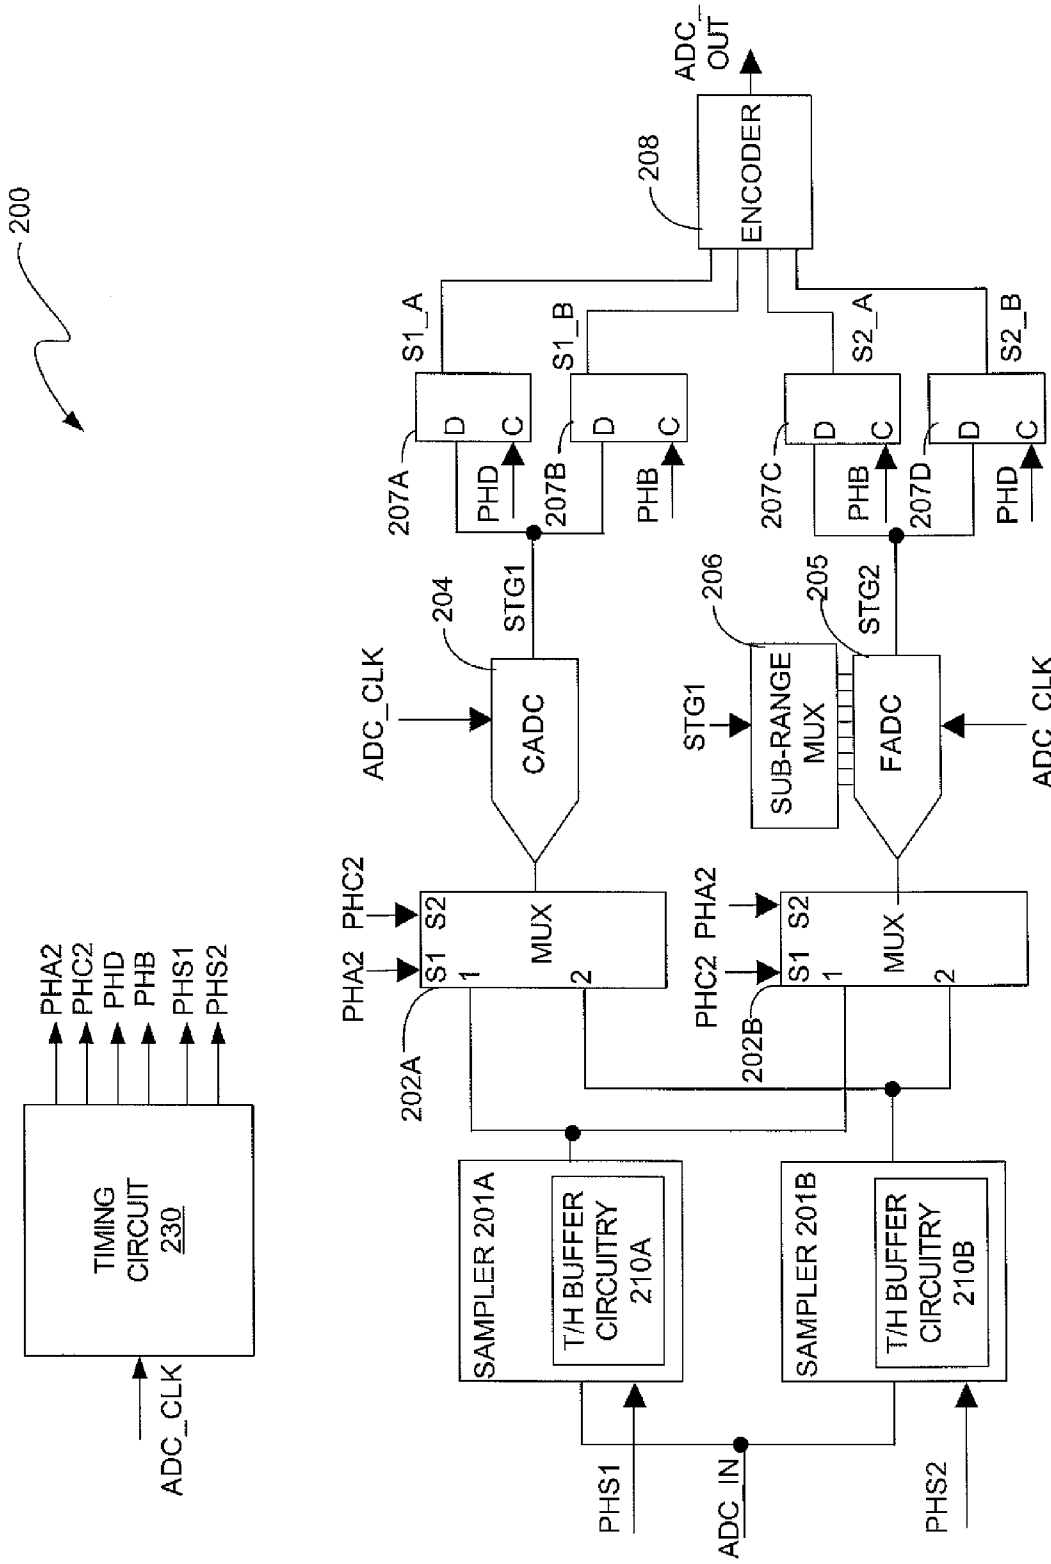 200
TIMING
CIRCUIT
230
ADC_CLK
PHA2
PHC2
PHD
PHB
PHS1
PHS2
ADC_IN
PHS1
SAMPLER 201A
T/H BUFFER
CIRCUITRY
210A
PHS2
SAMPLER 201B
T/H BUFFER
CIRCUITRY
210B
202A
PHA2
PHC2
S1
S2
1
2
MUX
202B
PHC2
PHA2
S1
S2
1
2
MUX
ADC_CLK
204
CADC
STG1
STG1
206
SUB-RANGE
MUX
205
FADC
ADC_CLK
STG2
207A
D
C
PHD
S1_A
207B
D
C
PHB
S1_B
207C
D
C
PHB
S2_A
207D
D
C
PHD
S2_B
208
ENCODER
ADC_
OUT